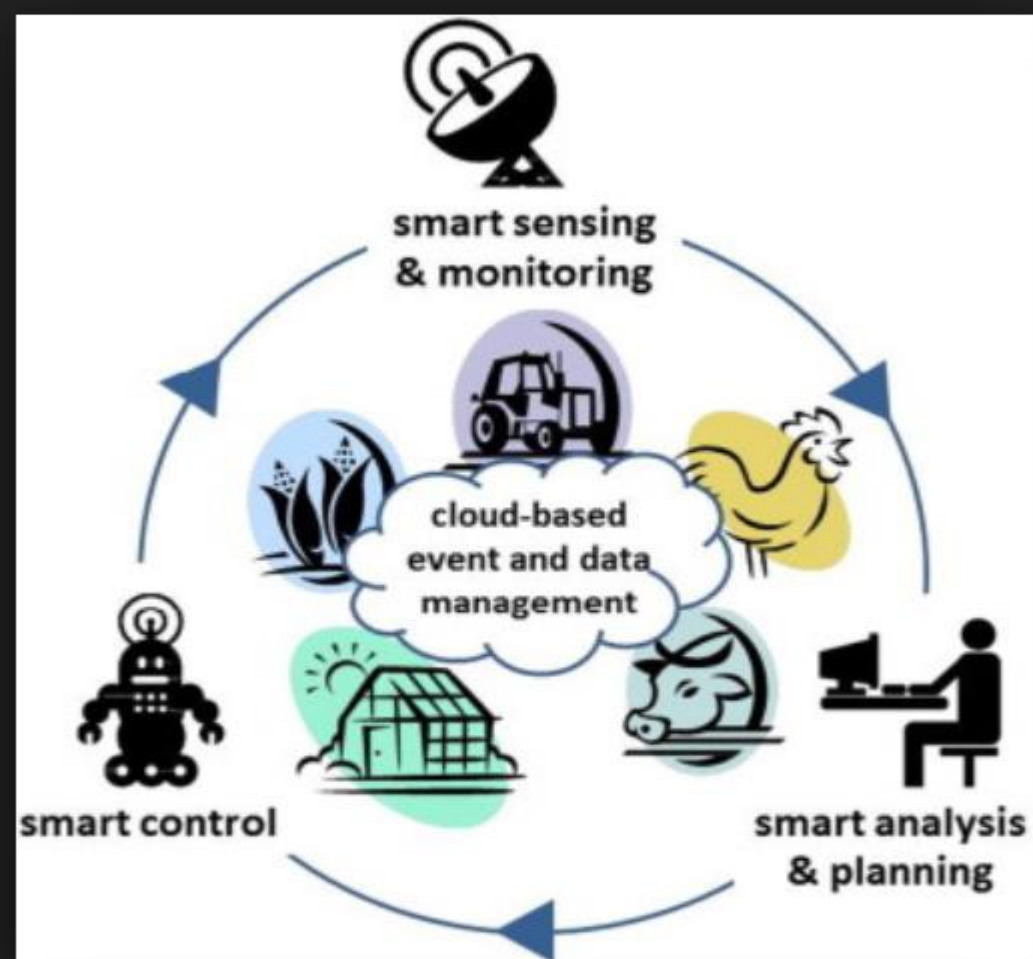 smart sensing
& monitoring
cloud-based
event and data
management
smart control
smart analysis
& planning